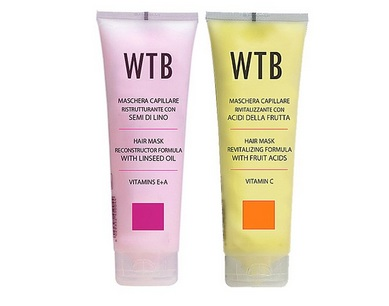 WTB
MASCHERA CAPILLARE
RISTRUTTURANTE CON
SEMI DI LINO
HAIR MASK
RECONSTRUCTOR FORMULA
WITH LINSEED OIL
VITAMINS E+A
WTB
MASCHERA CAPILLARE
RIVITALIZZANTE CON
ACIDI DELLA FRUTTA
HAIR MASK
REVITALIZING FORMULA
WITH FRUIT ACIDS
VITAMIN C